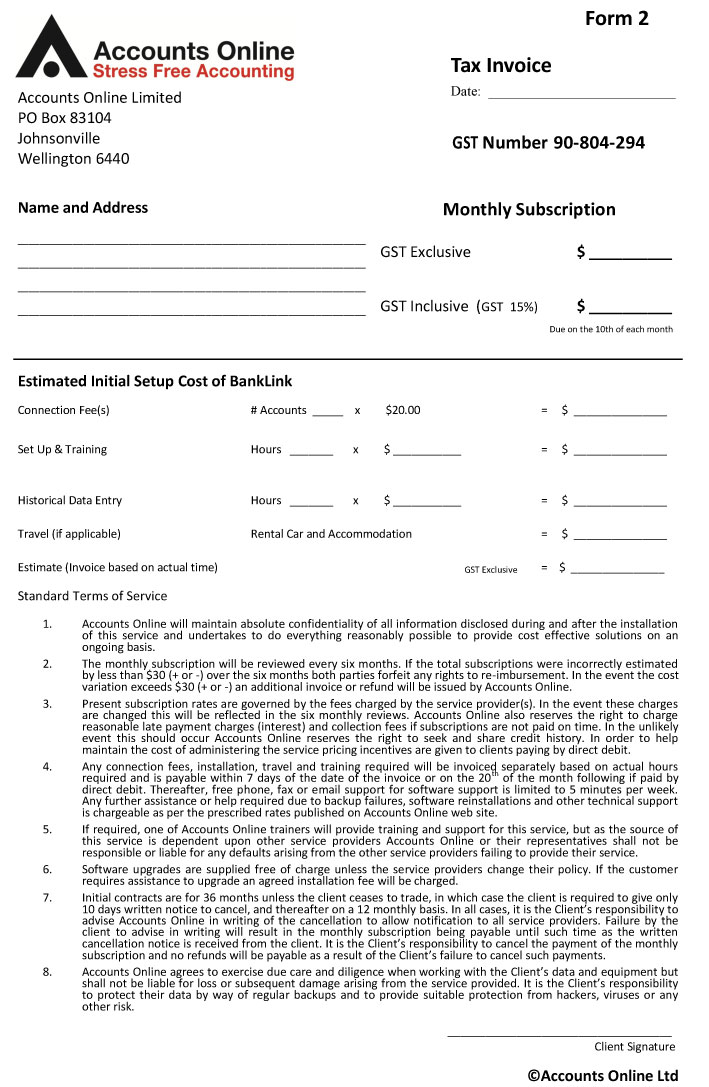 Form 2
Accounts Online
Stress Free Accounting
Tax Invoice
Date: ____________________
Accounts Online Limited
PO Box 83104
Johnsonville
Wellington 6440
GST Number 90-804-294
Name and Address
Monthly Subscription
GST Exclusive $ ________
GST Inclusive (GST 15%) $ ________
Due on the 10th of each month
Estimated Initial Setup Cost of BankLink
Connection Fee(s) # Accounts _____ x $20.00 = $ ______________
Set Up & Training Hours _______ x $ ___________ = $ ______________
Historical Data Entry Hours _______ x $ ___________ = $ ______________
Travel (if applicable) Rental Car and Accommodation = $ ______________
Estimate (Invoice based on actual time) GST Exclusive = $ ______________
Standard Terms of Service
1. Accounts Online will maintain absolute confidentiality of all information disclosed during and after the installation
of this service and undertakes to do everything reasonably possible to provide cost effective solutions on an
ongoing basis.
2. The monthly subscription will be reviewed every six months. If the total subscriptions were incorrectly estimated
by less than $30 (+ or -) over the six months both parties forfeit any rights to re-imbursement. In the event the cost
variation exceeds $30 (+ or -) an additional invoice or refund will be issued by Accounts Online.
3. Present subscription rates are governed by the fees charged by the service provider(s). In the event these charges
are changed this will be reflected in the six monthly reviews. Accounts Online also reserves the right to charge
reasonable late payment charges (interest) and collection fees if subscriptions are not paid on time. In the unlikely
event this should occur Accounts Online reserves the right to seek and share credit history. In order to help
maintain the cost of administering the service pricing incentives are given to clients paying by direct debit.
4. Any connection fees, installation, travel and training required will be invoiced separately based on actual hours
required and is payable within 7 days of the date of the invoice or on the 20th of the month following if paid by
direct debit. Thereafter, free phone, fax or email support for software support is limited to 5 minutes per week.
Any further assistance or help required due to backup failures, software reinstallations and other technical support
is chargeable as per the prescribed rates published on Accounts Online web site.
5. If required, one of Accounts Online trainers will provide training and support for this service, but as the source of
this service is dependent upon other service providers Accounts Online or their representatives shall not be
responsible or liable for any defaults arising from the other service providers failing to provide their service.
6. Software upgrades are supplied free of charge unless the service providers change their policy. If the customer
requires assistance to upgrade an agreed installation fee will be charged.
7. Initial contracts are for 36 months unless the client ceases to trade, in which case the client is required to give only
10 days written notice to cancel, and thereafter on a 12 monthly basis. In all cases, it is the Client's responsibility to
advise Accounts Online in writing of the cancellation to allow notification to all service providers. Failure by the
client to advise in writing will result in the monthly subscription being payable until such time as the written
cancellation notice is received from the client. It is the Client's responsibility to cancel the payment of the monthly
subscription and no refunds will be payable as a result of the Client's failure to cancel such payments.
8. Accounts Online agrees to exercise due care and diligence when working with the Client's data and equipment but
shall not be liable for loss or subsequent damage arising from the service provided. It is the Client's responsibility
to protect their data by way of regular backups and to provide suitable protection from hackers, viruses or any
other risk.
Client Signature
©Accounts Online Ltd